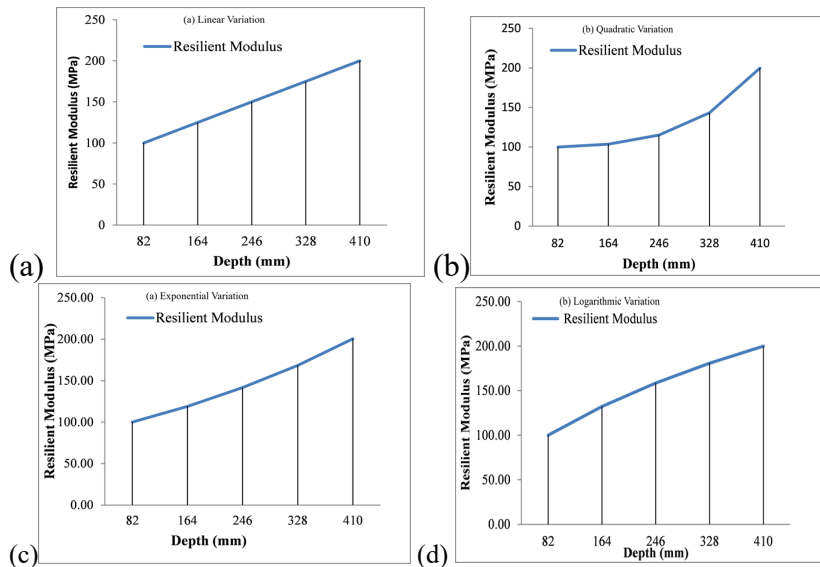 (a) Linear Variation
250
Resilient Modulus
200
150
100
50
0
Resilient Modulus (MPa)
82 164 246 328 410
Depth (mm)
(a)
(b) Quadratic Variation
250
Resilient Modulus
200
150
100
50
0
Resilient Modulus (MPa)
82 164 246 328 410
Depth (mm)
(b)
(a) Exponential Variation
250.00
Resilient Modulus
200.00
150.00
100.00
50.00
0.00
Resilient Modulus (MPa)
82 164 246 328 410
Depth (mm)
(c)
(b) Logarithmic Variation
250.00
Resilient Modulus
200.00
150.00
100.00
50.00
0.00
Resilient Modulus (MPa)
82 164 246 328 410
Depth (mm)
(d)